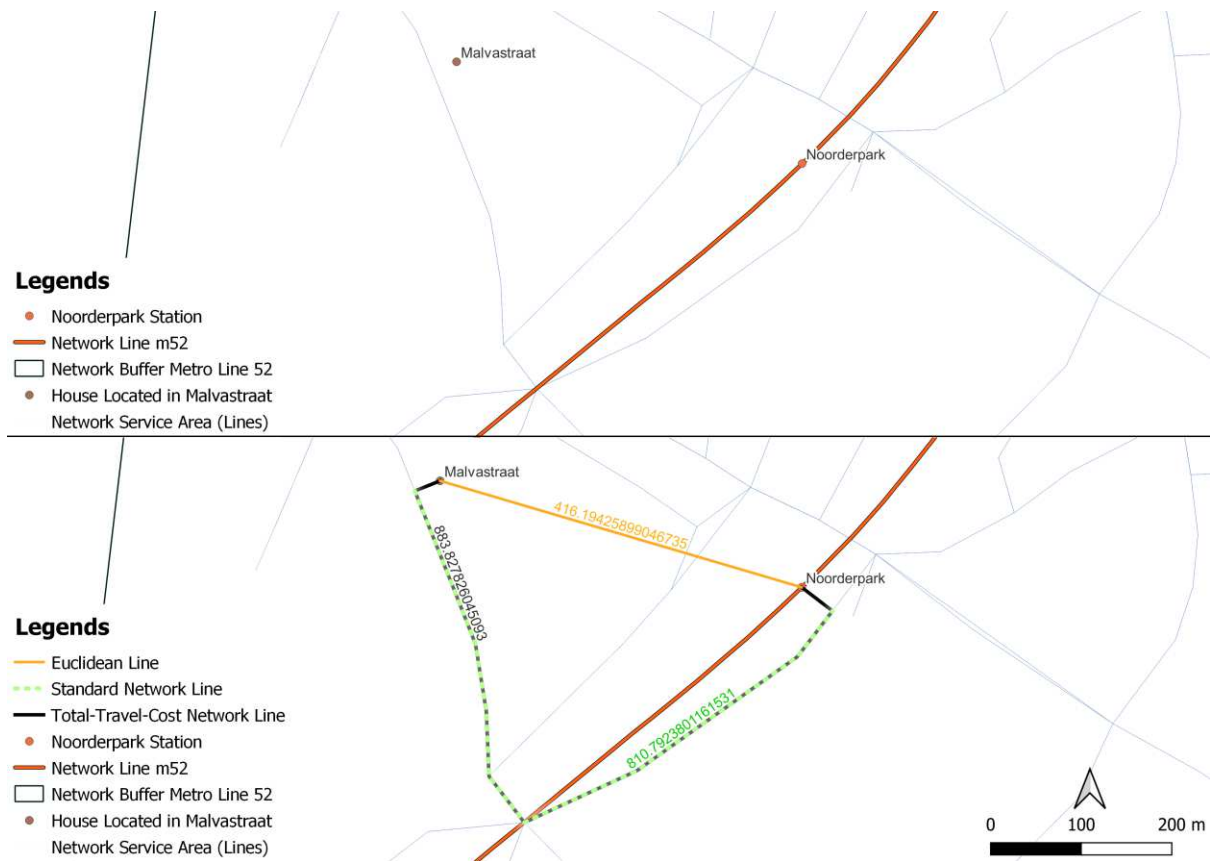 Malvastraat
Noorderpark
Legends
Noorderpark Station
Network Line m52
Network Buffer Metro Line 52
House Located in Malvastraat
Network Service Area (Lines)
Malvastraat
416.19425899046735
883.827826045093
Noorderpark
810.7923801161531
Legends
Euclidean Line
Standard Network Line
Total-Travel-Cost Network Line
Noorderpark Station
Network Line m52
Network Buffer Metro Line 52
House Located in Malvastraat
Network Service Area (Lines)
0 100 200 m